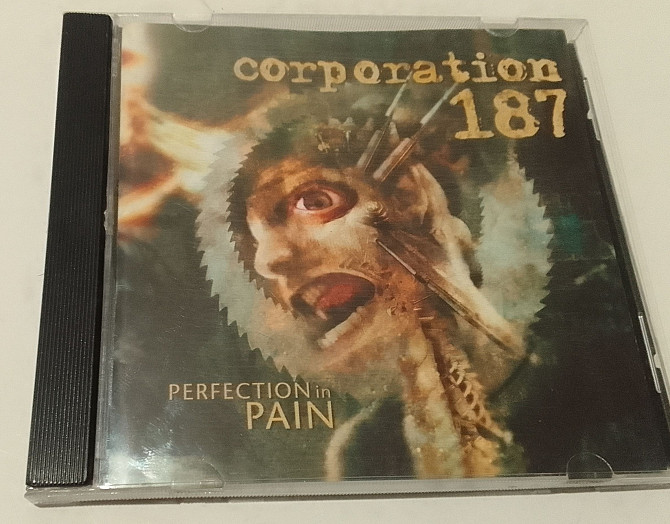 corporation
187
PERFECTION in
PAIN